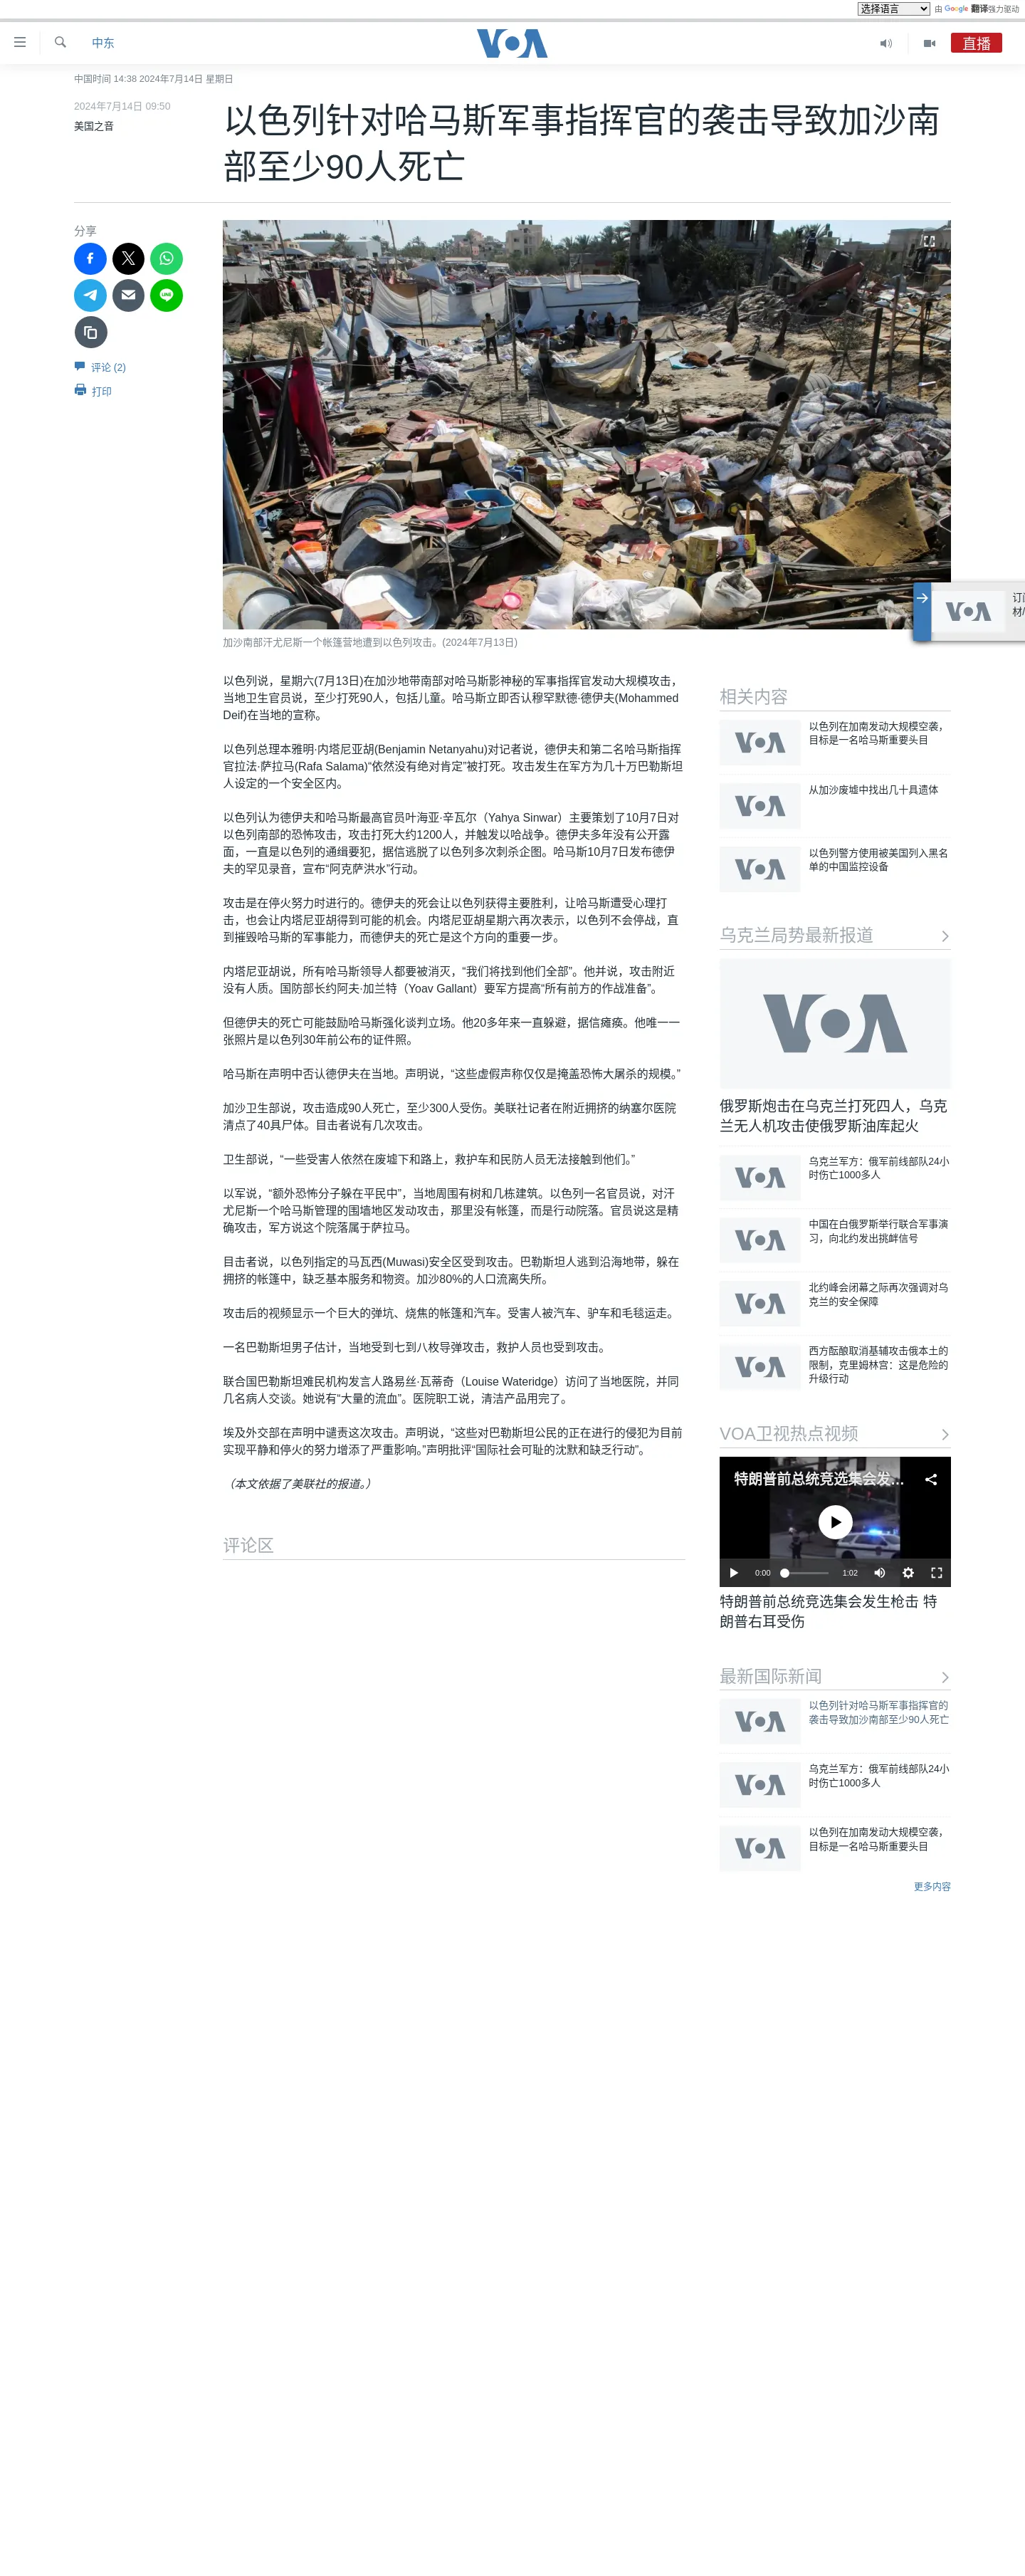 选择语言 由 Google 翻译强力驱动
中东
VOA
直播
中国时间 14:38 2024年7月14日 星期日
2024年7月14日 09:50
美国之音
以色列针对哈马斯军事指挥官的袭击导致加沙南
部至少90人死亡
分享
LINE
评论 (2)
打印
加沙南部汗尤尼斯一个帐篷营地遭到以色列攻击。(2024年7月13日)
VOA
以色列说，星期六(7月13日)在加沙地带南部对哈马斯影神秘的军事指挥官发动大规模攻击，
当地卫生官员说，至少打死90人，包括儿童。哈马斯立即否认穆罕默德·德伊夫(Mohammed
Deif)在当地的宣称。
以色列总理本雅明·内塔尼亚胡(Benjamin Netanyahu)对记者说，德伊夫和第二名哈马斯指挥
官拉法·萨拉马(Rafa Salama)“依然没有绝对肯定”被打死。攻击发生在军方为几十万巴勒斯坦
人设定的一个安全区内。
以色列认为德伊夫和哈马斯最高官员叶海亚·辛瓦尔（Yahya Sinwar）主要策划了10月7日对
以色列南部的恐怖攻击，攻击打死大约1200人，并触发以哈战争。德伊夫多年没有公开露
面，一直是以色列的通缉要犯，据信逃脱了以色列多次刺杀企图。哈马斯10月7日发布德伊
夫的罕见录音，宣布“阿克萨洪水”行动。
攻击是在停火努力时进行的。德伊夫的死会让以色列获得主要胜利，让哈马斯遭受心理打
击，也会让内塔尼亚胡得到可能的机会。内塔尼亚胡星期六再次表示，以色列不会停战，直
到摧毁哈马斯的军事能力，而德伊夫的死亡是这个方向的重要一步。
内塔尼亚胡说，所有哈马斯领导人都要被消灭，“我们将找到他们全部”。他并说，攻击附近
没有人质。国防部长约阿夫·加兰特（Yoav Gallant）要军方提高“所有前方的作战准备”。
但德伊夫的死亡可能鼓励哈马斯强化谈判立场。他20多年来一直躲避，据信瘫痪。他唯一一
张照片是以色列30年前公布的证件照。
哈马斯在声明中否认德伊夫在当地。声明说，“这些虚假声称仅仅是掩盖恐怖大屠杀的规模。”
加沙卫生部说，攻击造成90人死亡，至少300人受伤。美联社记者在附近拥挤的纳塞尔医院
清点了40具尸体。目击者说有几次攻击。
卫生部说，“一些受害人依然在废墟下和路上，救护车和民防人员无法接触到他们。”
以军说，“额外恐怖分子躲在平民中”，当地周围有树和几栋建筑。以色列一名官员说，对汗
尤尼斯一个哈马斯管理的围墙地区发动攻击，那里没有帐篷，而是行动院落。官员说这是精
确攻击，军方说这个院落属于萨拉马。
目击者说，以色列指定的马瓦西(Muwasi)安全区受到攻击。巴勒斯坦人逃到沿海地带，躲在
拥挤的帐篷中，缺乏基本服务和物资。加沙80%的人口流离失所。
攻击后的视频显示一个巨大的弹坑、烧焦的帐篷和汽车。受害人被汽车、驴车和毛毯运走。
一名巴勒斯坦男子估计，当地受到七到八枚导弹攻击，救护人员也受到攻击。
联合国巴勒斯坦难民机构发言人路易丝·瓦蒂奇（Louise Wateridge）访问了当地医院，并同
几名病人交谈。她说有“大量的流血”。医院职工说，清洁产品用完了。
埃及外交部在声明中谴责这次攻击。声明说，“这些对巴勒斯坦公民的正在进行的侵犯为目前
实现平静和停火的努力增添了严重影响。”声明批评“国际社会可耻的沉默和缺乏行动”。
（本文依据了美联社的报道。）
评论区
相关内容
VOA
以色列在加南发动大规模空袭，
目标是一名哈马斯重要头目
VOA
从加沙废墟中找出几十具遗体
VOA
以色列警方使用被美国列入黑名
单的中国监控设备
乌克兰局势最新报道
VOA
俄罗斯炮击在乌克兰打死四人，乌克
兰无人机攻击使俄罗斯油库起火
VOA
乌克兰军方：俄军前线部队24小
时伤亡1000多人
VOA
中国在白俄罗斯举行联合军事演
习，向北约发出挑衅信号
VOA
北约峰会闭幕之际再次强调对乌
克兰的安全保障
VOA
西方酝酿取消基辅攻击俄本土的
限制，克里姆林宫：这是危险的
升级行动
VOA卫视热点视频
特朗普前总统竞选集会发...
0:00 1:02
特朗普前总统竞选集会发生枪击 特
朗普右耳受伤
最新国际新闻
VOA
以色列针对哈马斯军事指挥官的
袭击导致加沙南部至少90人死亡
VOA
乌克兰军方：俄军前线部队24小
时伤亡1000多人
VOA
以色列在加南发动大规模空袭，
目标是一名哈马斯重要头目
更多内容